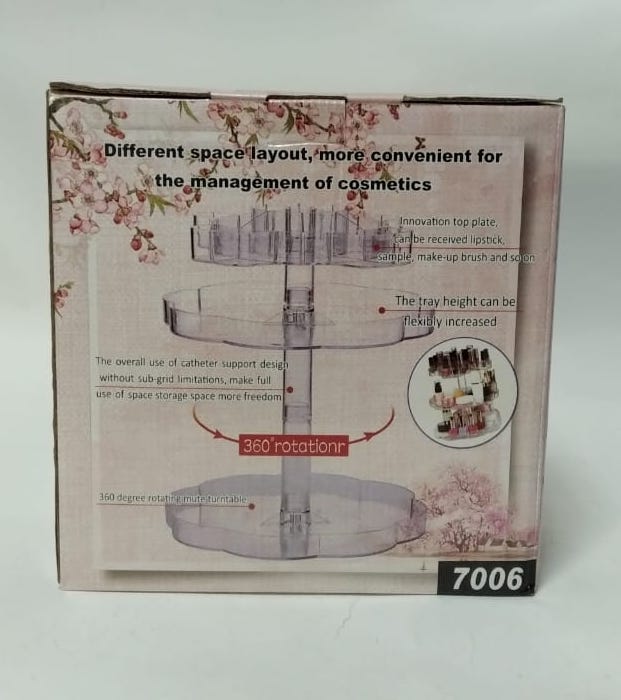 Different space layout, more convenient for
the management of cosmetics
Innovation top plate,
can be received lipstick,
sample, make-up brush and so on
The tray height can be
flexibly increased
The overall use of catheter support design
without sub-grid limitations, make full
use of space storage space more freedom
360°rotationr
360 degree rotating mute turntable
7006